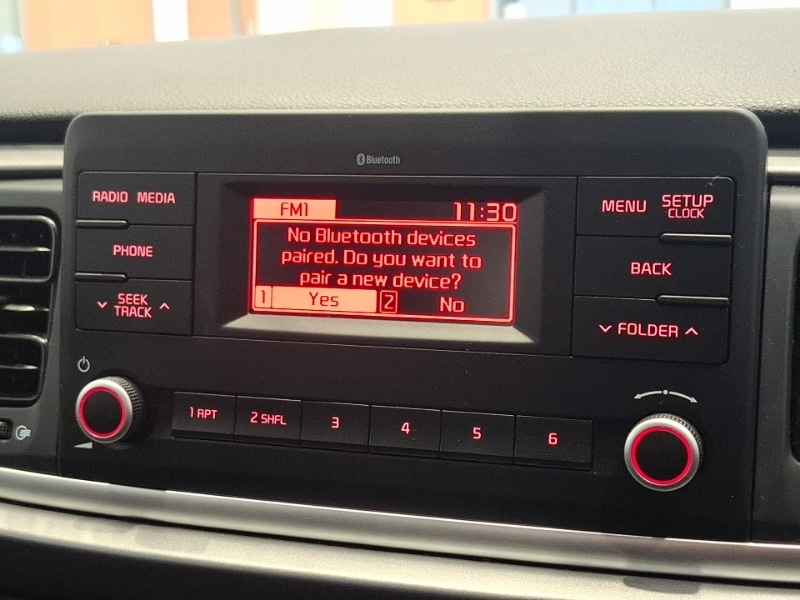 Bluetooth
RADIO MEDIA
PHONE
SEEK
TRACK
FM1 11:30
No Bluetooth devices
paired. Do you want to
pair a new device?
1 Yes 2 No
MENU SETUP
CLOCK
BACK
FOLDER
1 RPT 2 SHFL 3 4 5 6